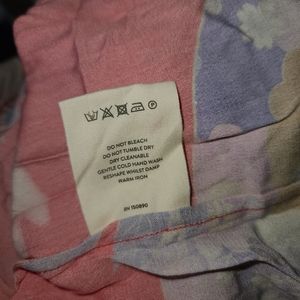 DO NOT BLEACH
DO NOT TUMBLE DRY
DRY CLEANABLE
GENTLE COLD HAND WASH
RESHAPE WHILST DAMP
WARM IRON
RN 150890